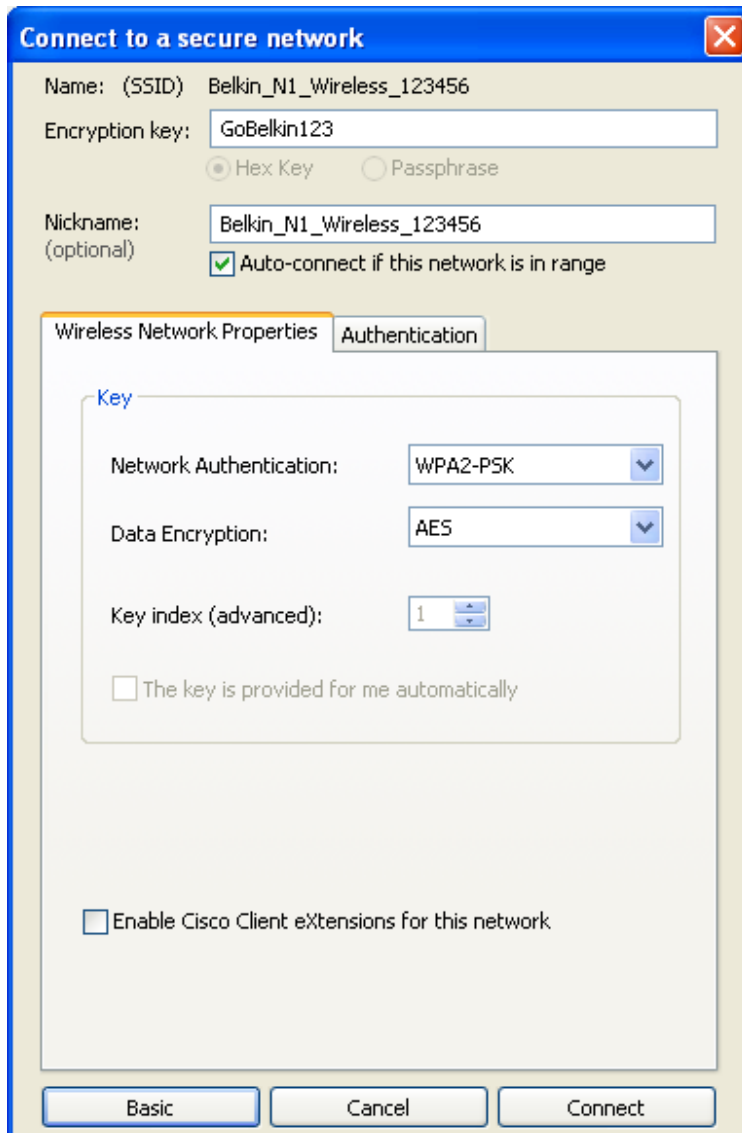 Connect to a secure network
Name: (SSID) Belkin_N1_Wireless_123456
Encryption key: GoBelkin123
Hex Key Passphrase
Nickname: Belkin_N1_Wireless_123456
(optional)
Auto-connect if this network is in range
Wireless Network Properties Authentication
Key
Network Authentication: WPA2-PSK
Data Encryption: AES
Key index (advanced): 1
The key is provided for me automatically
Enable Cisco Client eXtensions for this network
Basic Cancel Connect